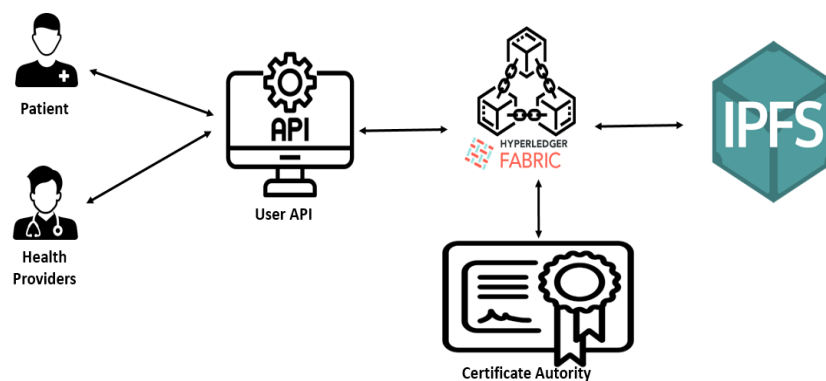 Patient
Health
Providers
API
User API
HYPERLEDGER
FABRIC
IPFS
Certificate Autority